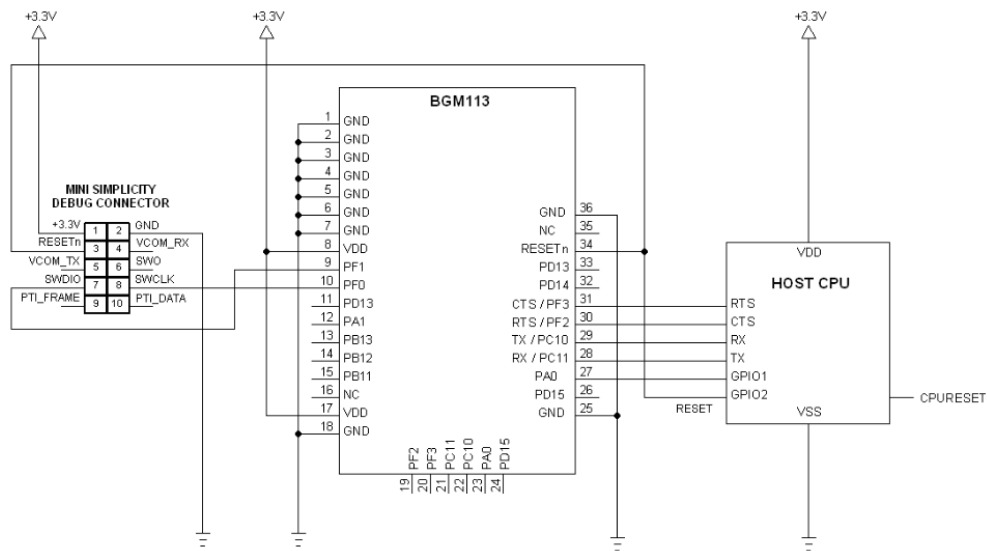 +3.3V
+3.3V
+3.3V
BGM113
1 GND
2 GND
3 GND
4 GND
5 GND
6 GND
7 GND
8 VDD
9 PF1
10 PF0
11 PD13
12 PA1
13 PB13
14 PB12
15 PB11
16 NC
17 VDD
18 GND
19 PF2
20 PF3
21 PC11
22 PC10
23 PA0
24 PD15
GND 36
NC 35
RESETn 34
PD13 33
PD14 32
CTS / PF3 31
RTS / PF2 30
TX / PC10 29
RX / PC11 28
PA0 27
PD15 26
GND 25
MINI SIMPLICITY
DEBUG CONNECTOR
+3.3V 1 2 GND
RESETn 3 4 VCOM_RX
VCOM_TX 5 6 SWO
SWDIO 7 8 SWCLK
PTI_FRAME 9 10 PTI_DATA
VDD
HOST CPU
RTS
CTS
RX
TX
GPIO1
GPIO2
VSS
RESET
CPURESET